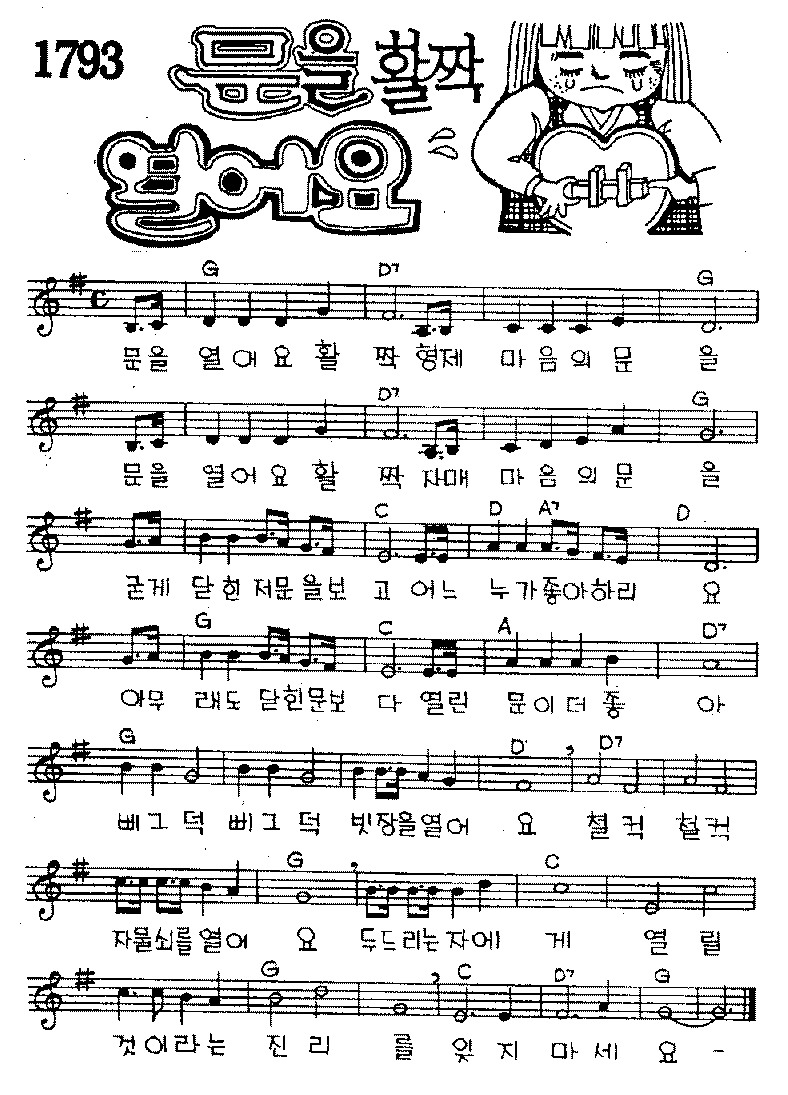 1793
문을 활짝
열어요
G D7 G
문을 열어요 활 짝 형제 마음의 문 을
D7 G
문을 열어요 활 짝 자매 마음의 문 을
C D A7 D
굳게 닫힌 저문을보 고 어느 누가좋아하리 요
G C A D7
아무 래도 닫힌문보 다 열린 문이더좋 아
G D D7
삐그덕 삐그덕 빗장을열어 요 철컥 철컥
G C
자물쇠를열어 요 두드리는자에 게 열릴
G C D7 G
것이라는 진리 를 잊지 마세 요 -